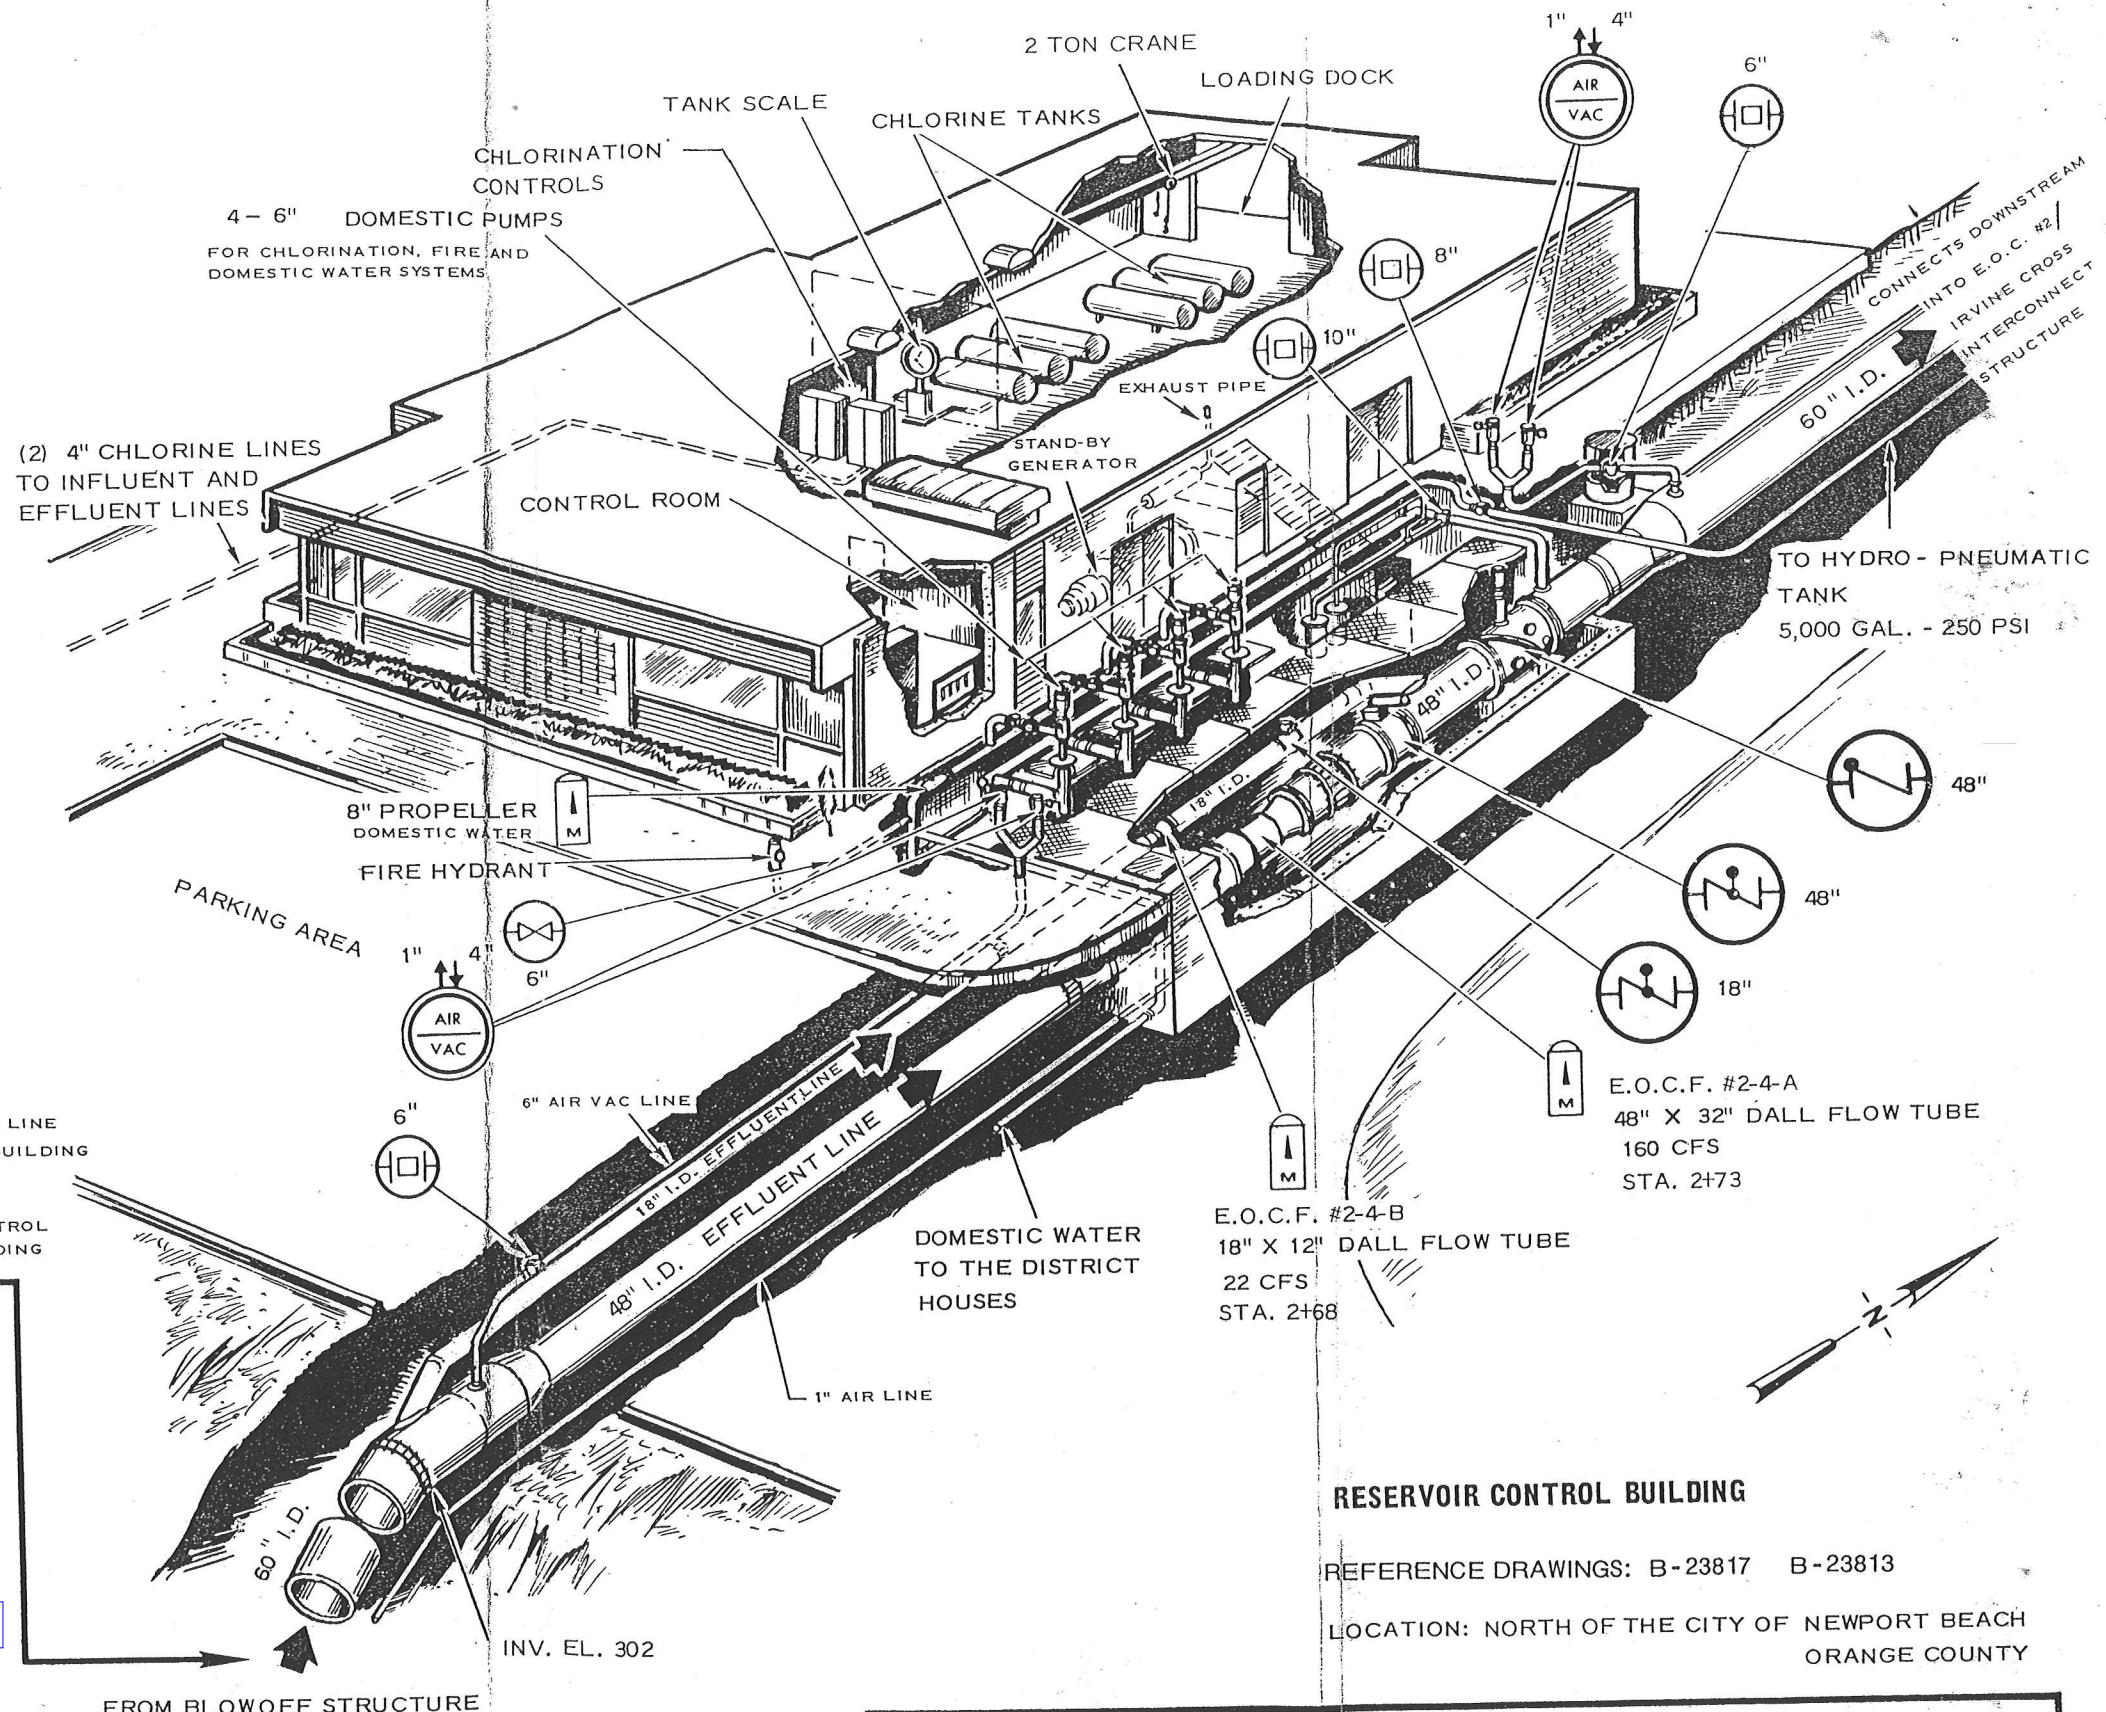 1" 4"
2 TON CRANE
AIR
VAC
6"
LOADING DOCK
TANK SCALE
CHLORINE TANKS
CHLORINATION
CONTROLS
4 - 6" DOMESTIC PUMPS
FOR CHLORINATION, FIRE AND
DOMESTIC WATER SYSTEMS
8"
10"
CONNECTS DOWNSTREAM
INTO E.O.C. #2/
IRVINE CROSS
INTERCONNECT
STRUCTURE
60" I.D.
EXHAUST PIPE
STAND-BY
GENERATOR
(2) 4" CHLORINE LINES
TO INFLUENT AND
EFFLUENT LINES
CONTROL ROOM
TO HYDRO - PNEUMATIC
TANK
5,000 GAL. - 250 PSI
48" I.D.
18" I.D.
48"
8" PROPELLER
DOMESTIC WATER
M
FIRE HYDRANT
PARKING AREA
6"
48"
18"
1" 4"
AIR
VAC
6" AIR VAC LINE
18" I.D. EFFLUENT LINE
48" I.D. EFFLUENT LINE
M
E.O.C.F. #2-4-A
48" X 32" DALL FLOW TUBE
160 CFS
STA. 2+73
M
E.O.C.F. #2-4-B
18" X 12" DALL FLOW TUBE
22 CFS
STA. 2+68
6"
LINE
UILDING
TROL
DING
DOMESTIC WATER
TO THE DISTRICT
HOUSES
1" AIR LINE
N
60" I.D.
INV. EL. 302
FROM BLOWOFF STRUCTURE
RESERVOIR CONTROL BUILDING
REFERENCE DRAWINGS: B-23817 B-23813
LOCATION: NORTH OF THE CITY OF NEWPORT BEACH
ORANGE COUNTY